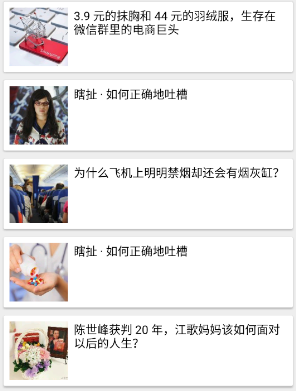 3.9 元的抹胸和 44 元的羽绒服，生存在
微信群里的电商巨头
瞎扯 · 如何正确地吐槽
为什么飞机上明明禁烟却还会有烟灰缸？
瞎扯 · 如何正确地吐槽
陈世峰获判 20 年，江歌妈妈该如何面对
以后的人生？